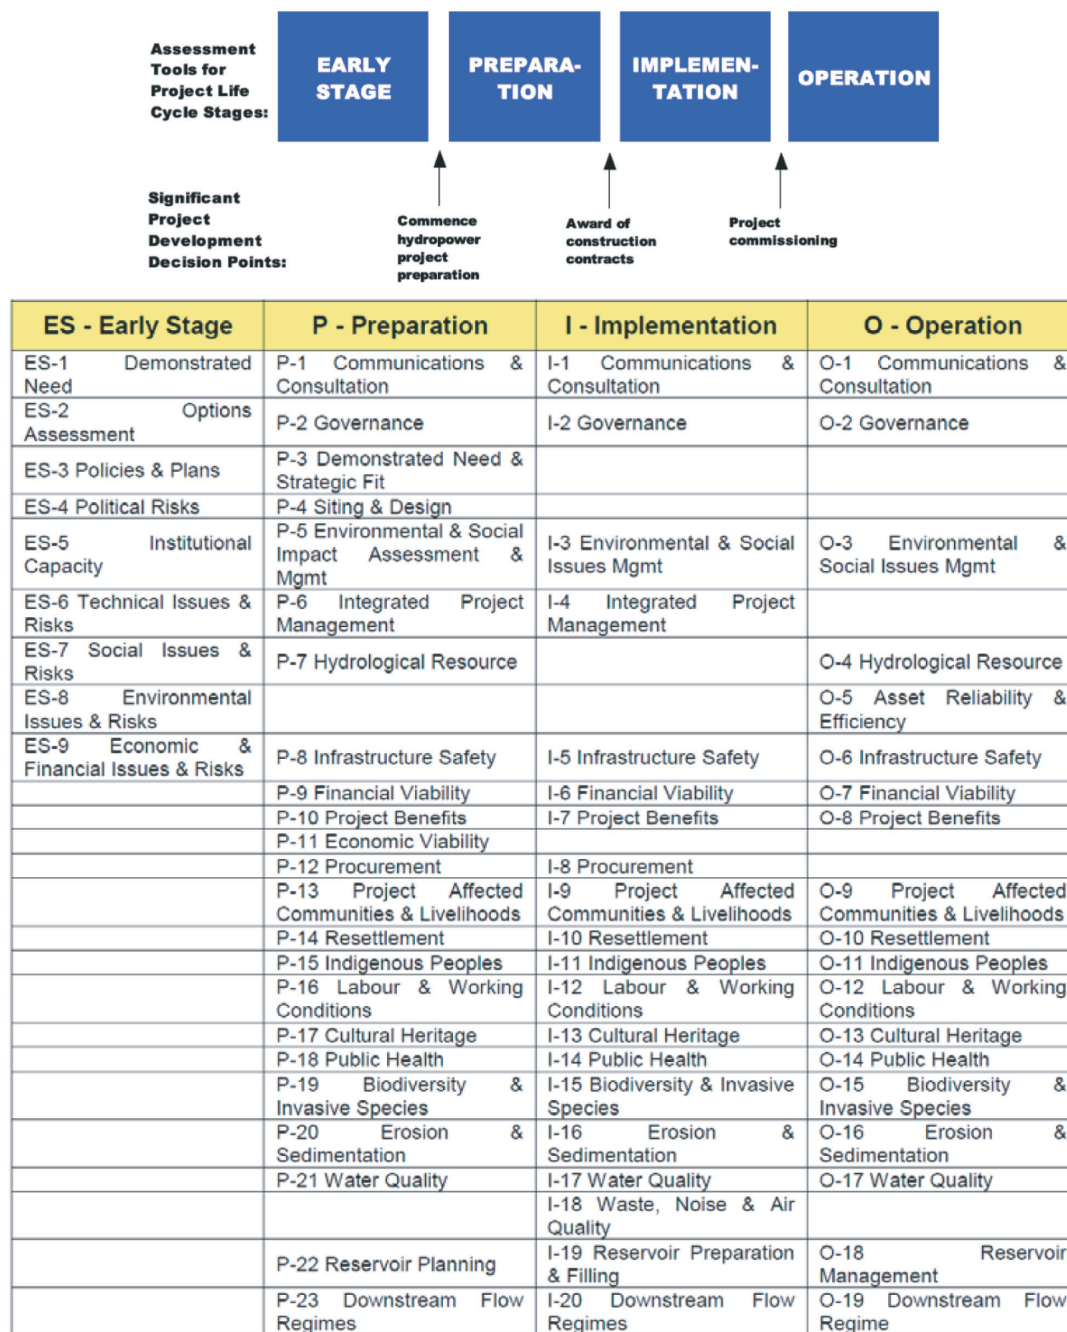 Assessment
Tools for
Project Life
Cycle Stages:
EARLY
STAGE
PREPARA-
TION
IMPLEMEN-
TATION
OPERATION
Significant
Project
Development
Decision Points:
Commence
hydropower
project
preparation
Award of
construction
contracts
Project
commissioning
ES - Early Stage
P - Preparation
I - Implementation
O - Operation
ES-1 Demonstrated
Need
P-1 Communications &
Consultation
I-1 Communications &
Consultation
O-1 Communications &
Consultation
ES-2 Options
Assessment
P-2 Governance
I-2 Governance
O-2 Governance
ES-3 Policies & Plans
P-3 Demonstrated Need &
Strategic Fit
ES-4 Political Risks
P-4 Siting & Design
ES-5 Institutional
Capacity
P-5 Environmental & Social
Impact Assessment &
Mgmt
I-3 Environmental & Social
Issues Mgmt
O-3 Environmental &
Social Issues Mgmt
ES-6 Technical Issues &
Risks
P-6 Integrated Project
Management
I-4 Integrated Project
Management
ES-7 Social Issues &
Risks
P-7 Hydrological Resource
O-4 Hydrological Resource
ES-8 Environmental
Issues & Risks
O-5 Asset Reliability &
Efficiency
ES-9 Economic &
Financial Issues & Risks
P-8 Infrastructure Safety
I-5 Infrastructure Safety
O-6 Infrastructure Safety
P-9 Financial Viability
I-6 Financial Viability
O-7 Financial Viability
P-10 Project Benefits
I-7 Project Benefits
O-8 Project Benefits
P-11 Economic Viability
P-12 Procurement
I-8 Procurement
P-13 Project Affected
Communities & Livelihoods
I-9 Project Affected
Communities & Livelihoods
O-9 Project Affected
Communities & Livelihoods
P-14 Resettlement
I-10 Resettlement
O-10 Resettlement
P-15 Indigenous Peoples
I-11 Indigenous Peoples
O-11 Indigenous Peoples
P-16 Labour & Working
Conditions
I-12 Labour & Working
Conditions
O-12 Labour & Working
Conditions
P-17 Cultural Heritage
I-13 Cultural Heritage
O-13 Cultural Heritage
P-18 Public Health
I-14 Public Health
O-14 Public Health
P-19 Biodiversity &
Invasive Species
I-15 Biodiversity & Invasive
Species
O-15 Biodiversity &
Invasive Species
P-20 Erosion &
Sedimentation
I-16 Erosion &
Sedimentation
O-16 Erosion &
Sedimentation
P-21 Water Quality
I-17 Water Quality
O-17 Water Quality
I-18 Waste, Noise & Air
Quality
P-22 Reservoir Planning
I-19 Reservoir Preparation
& Filling
O-18 Reservoir
Management
P-23 Downstream Flow
Regimes
I-20 Downstream Flow
Regimes
O-19 Downstream Flow
Regime